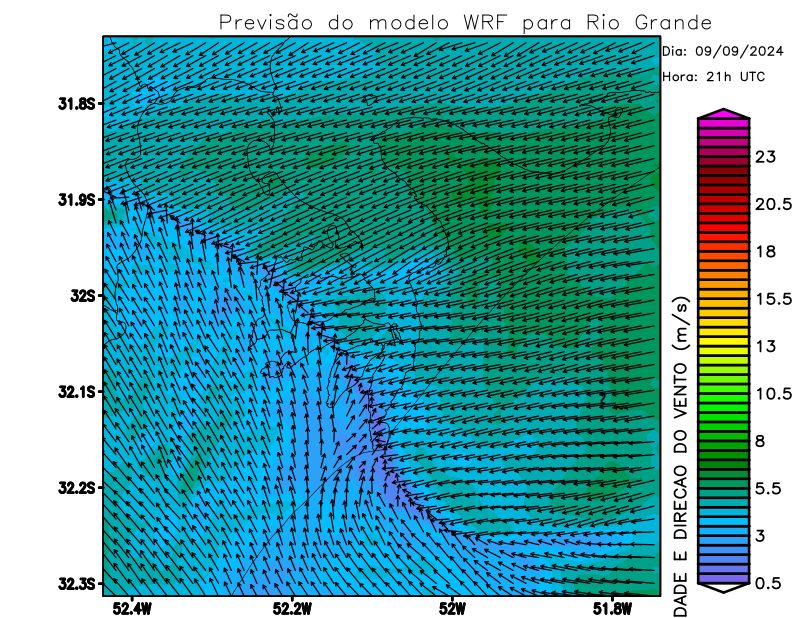 Previsão do modelo WRF para Rio Grande
Dia: 09/09/2024
Hora: 21h UTC
31.8S
31.9S
32S
32.1S
32.2S
32.3S
52.4W
52.2W
52W
51.8W
23
20.5
18
15.5
13
10.5
8
5.5
3
0.5
DADE E DIRECAO DO VENTO (m/s)